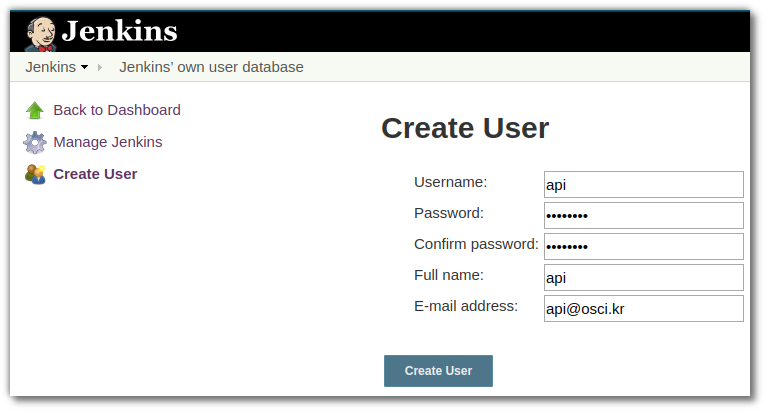 Jenkins
Jenkins Jenkins' own user database
Back to Dashboard
Manage Jenkins
Create User
Create User
Username: api
Password: ••••••••
Confirm password: ••••••••
Full name: api
E-mail address: api@osci.kr
Create User